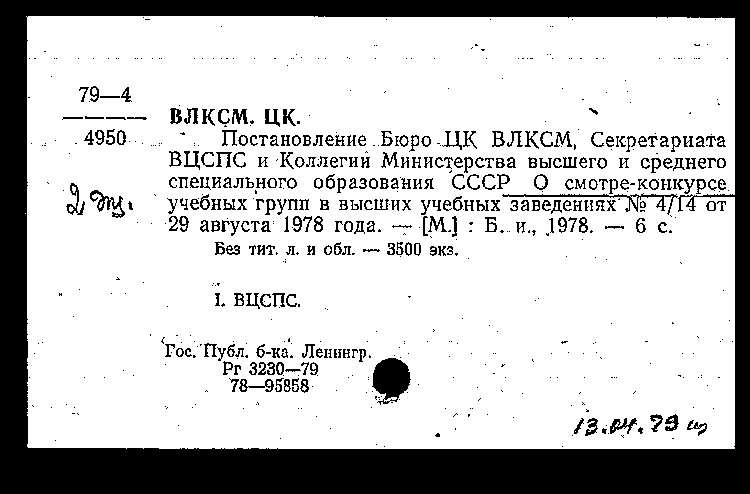 79—4
4950
2 экз.
ВЛКСМ. ЦК.
Постановление Бюро ЦК ВЛКСМ, Секретариата
ВЦСПС и Коллегии Министерства высшего и среднего
специального образования СССР О смотре-конкурсе
учебных групп в высших учебных заведениях № 4/14 от
29 августа 1978 года. — [М.] : Б. и., 1978. — 6 с.
Без тит. л. и обл. — 3500 экз.
I. ВЦСПС.
Гос. Публ. б-ка. Ленингр.
Рг 3230—79
78—95858
13.04.79